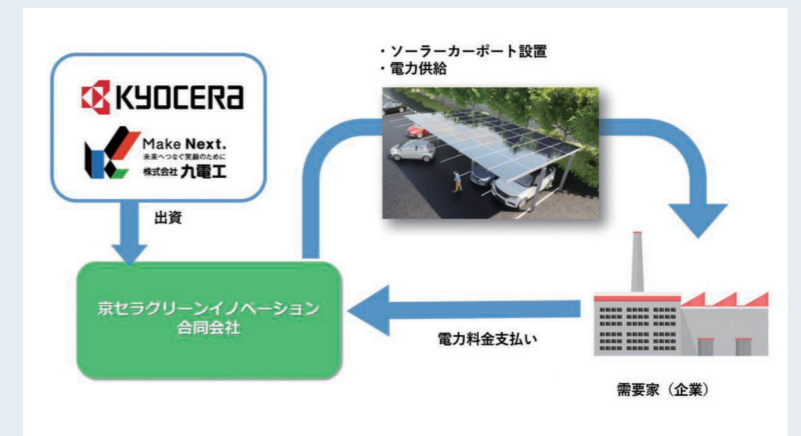 ・ソーラーカーポート設置
・電力供給
KYOCERA
Make Next.
未来へつなぐ笑顔のために
株式会社 九電工
出資
京セラグリーンイノベーション
合同会社
電力料金支払い
需要家（企業）